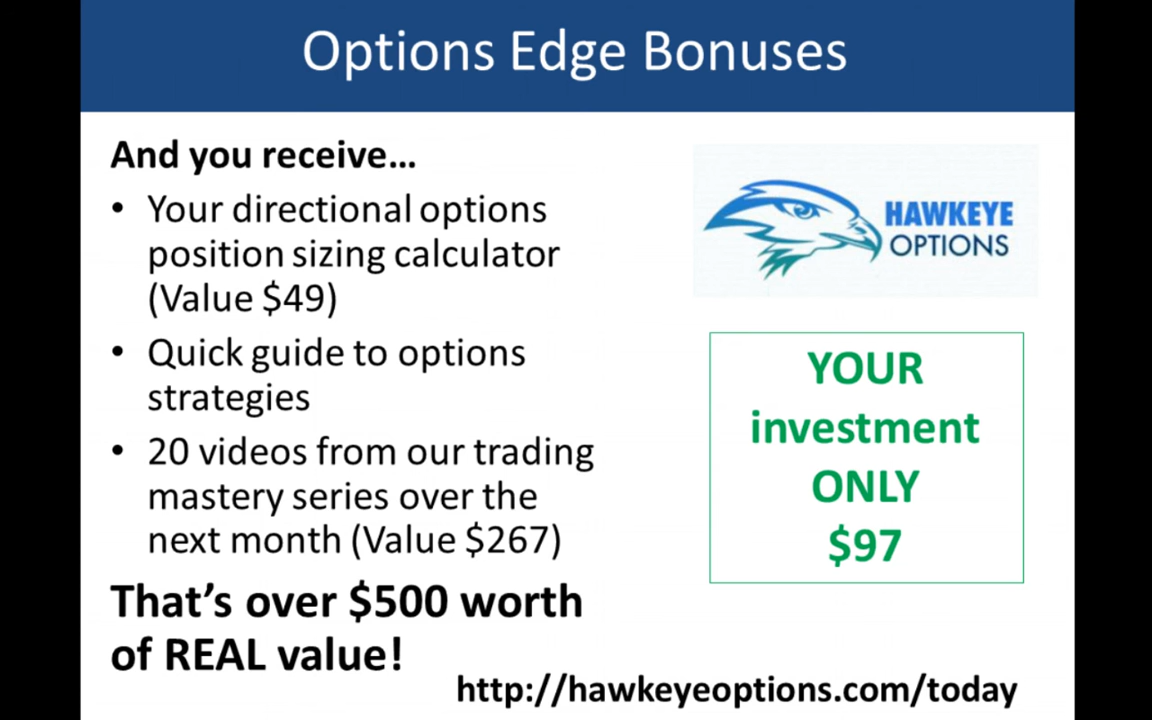 Options Edge Bonuses
And you receive...
• Your directional options
position sizing calculator
(Value $49)
• Quick guide to options
strategies
• 20 videos from our trading
mastery series over the
next month (Value $267)
That's over $500 worth
of REAL value!
HAWKEYE
OPTIONS
YOUR
investment
ONLY
$97
http://hawkeyeoptions.com/today